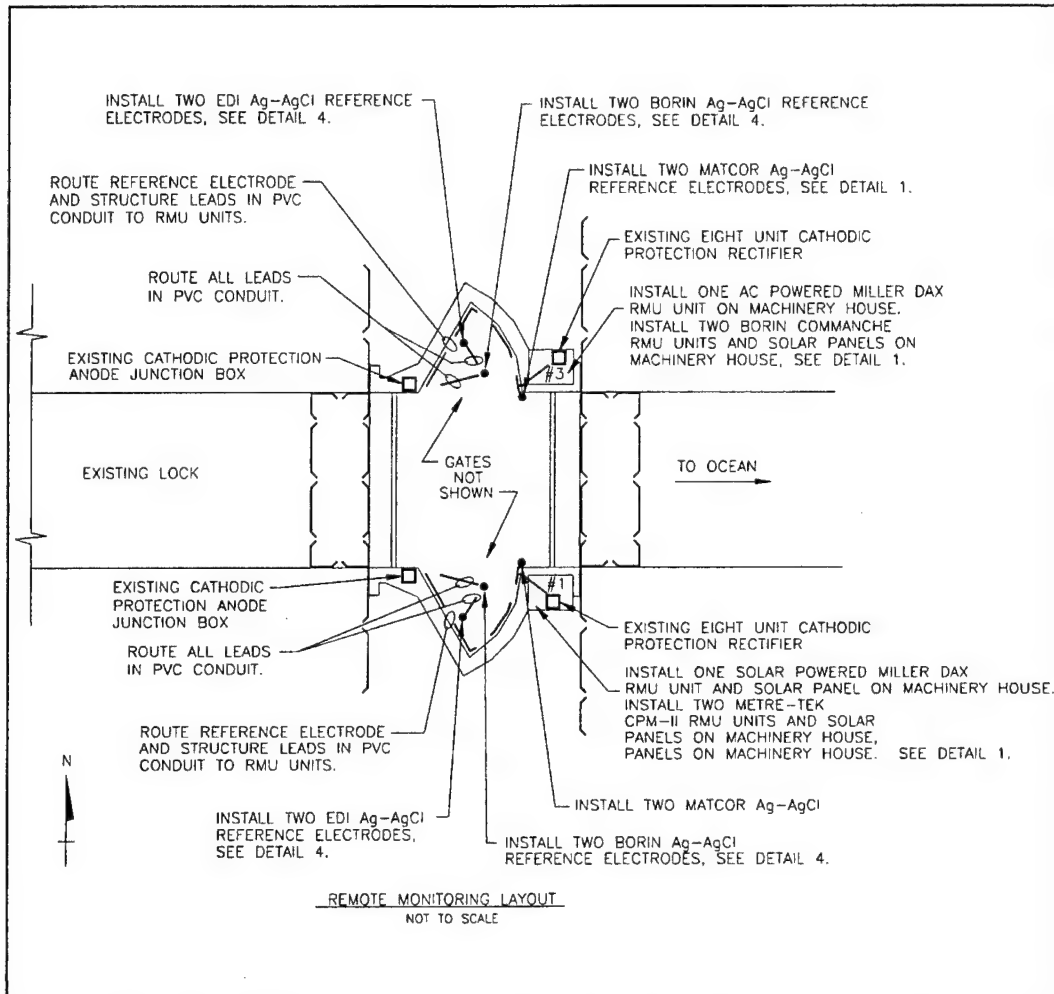 INSTALL TWO EDI Ag-AgCl REFERENCE
ELECTRODES, SEE DETAIL 4.
INSTALL TWO BORIN Ag-AgCl REFERENCE
ELECTRODES, SEE DETAIL 4.
INSTALL TWO MATCOR Ag-AgCl
REFERENCE ELECTRODES, SEE DETAIL 1.
ROUTE REFERENCE ELECTRODE
AND STRUCTURE LEADS IN PVC
CONDUIT TO RMU UNITS.
EXISTING EIGHT UNIT CATHODIC
PROTECTION RECTIFIER
ROUTE ALL LEADS
IN PVC CONDUIT.
INSTALL ONE AC POWERED MILLER DAX
RMU UNIT ON MACHINERY HOUSE.
INSTALL TWO BORIN COMMANCHE
RMU UNITS AND SOLAR PANELS ON
MACHINERY HOUSE, SEE DETAIL 1.
EXISTING CATHODIC PROTECTION
ANODE JUNCTION BOX
#3
EXISTING LOCK
GATES
NOT
SHOWN
TO OCEAN
EXISTING CATHODIC
PROTECTION ANODE
JUNCTION BOX
#1
EXISTING EIGHT UNIT CATHODIC
PROTECTION RECTIFIER
ROUTE ALL LEADS
IN PVC CONDUIT.
INSTALL ONE SOLAR POWERED MILLER DAX
RMU UNIT AND SOLAR PANEL ON MACHINERY HOUSE.
INSTALL TWO METRE-TEK
CPM-II RMU UNITS AND SOLAR
PANELS ON MACHINERY HOUSE,
PANELS ON MACHINERY HOUSE. SEE DETAIL 1.
ROUTE REFERENCE ELECTRODE
AND STRUCTURE LEADS IN PVC
CONDUIT TO RMU UNITS.
N
INSTALL TWO MATCOR Ag-AgCl
INSTALL TWO EDI Ag-AgCl
REFERENCE ELECTRODES,
SEE DETAIL 4.
INSTALL TWO BORIN Ag-AgCl
REFERENCE ELECTRODES, SEE DETAIL 4.
REMOTE MONITORING LAYOUT
NOT TO SCALE